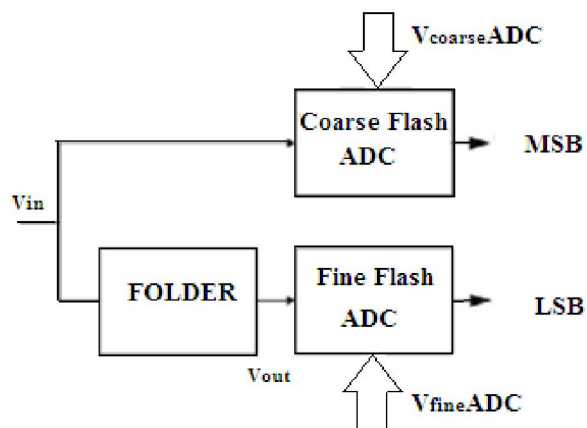 VcoarseADC
Coarse Flash
ADC
MSB
Vin
FOLDER
Fine Flash
ADC
LSB
Vout
VfineADC